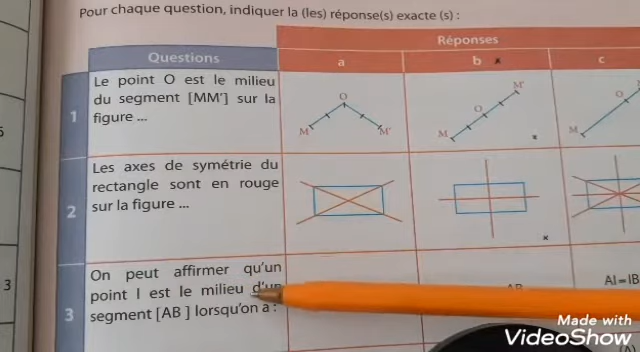 Pour chaque question, indiquer la (les) réponse(s) exacte (s) :
Questions
Réponses
a
b
c
1
Le point O est le milieu
du segment [MM'] sur la
figure ...
M
O
M'
M
O
M'
M
O
2
Les axes de symétrie du
rectangle sont en rouge
sur la figure ...
3
3
On peut affirmer qu'un
point I est le milieu d'un
segment [AB ] lorsqu'on a :
AI=IB
Made with
VideoShow